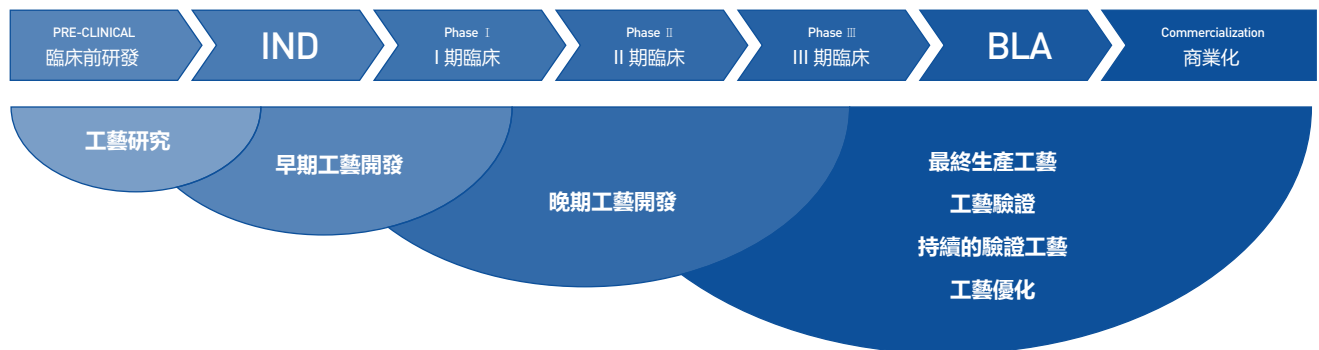 PRE-CLINICAL
臨床前研發
IND
Phase Ⅰ
I 期臨床
Phase Ⅱ
II 期臨床
Phase Ⅲ
III 期臨床
BLA
Commercialization
商業化
工藝研究
早期工藝開發
晚期工藝開發
最終生產工藝
工藝驗證
持續的驗證工藝
工藝優化